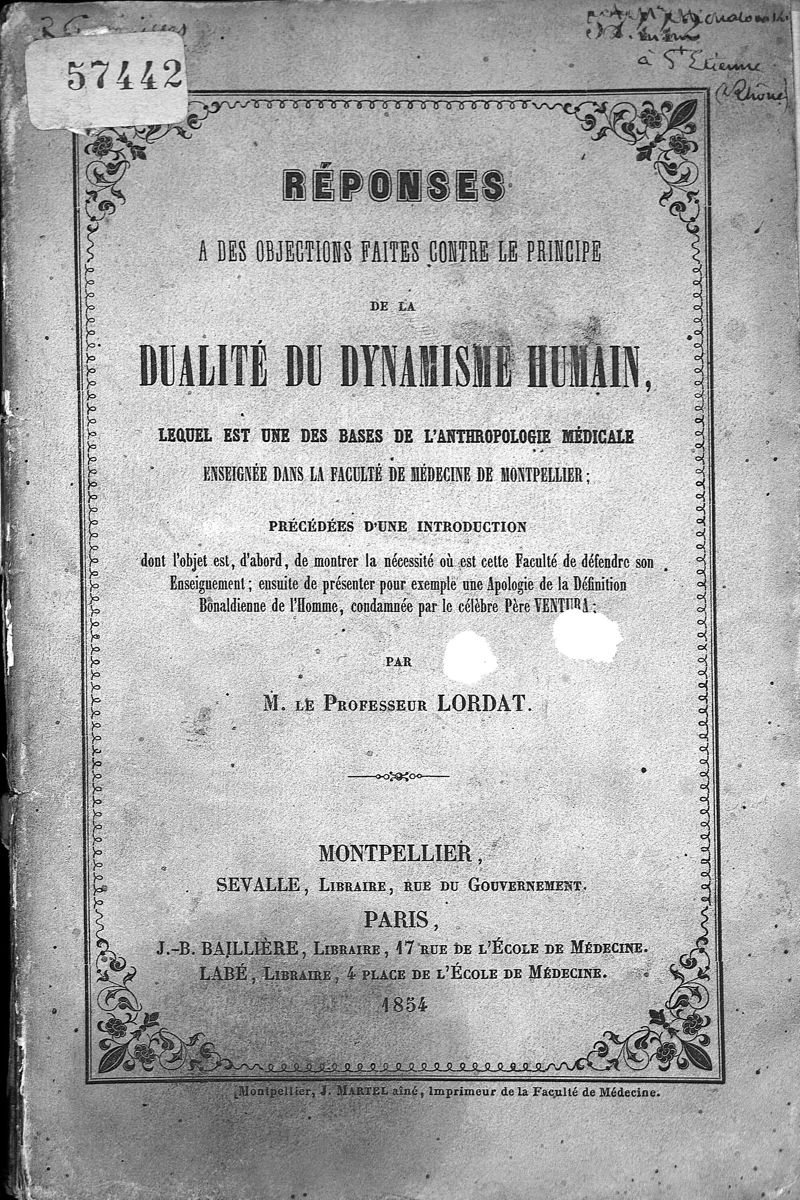 57442
à St Etienne
(Rhône)
RÉPONSES
A DES OBJECTIONS FAITES CONTRE LE PRINCIPE
DE LA
DUALITÉ DU DYNAMISME HUMAIN,
LEQUEL EST UNE DES BASES DE L'ANTHROPOLOGIE MÉDICALE
ENSEIGNÉE DANS LA FACULTÉ DE MÉDECINE DE MONTPELLIER;
PRÉCÉDÉES D'UNE INTRODUCTION
dont l'objet est, d'abord, de montrer la nécessité où est cette Faculté de défendre son
Enseignement; ensuite de présenter pour exemple une Apologie de la Définition
Bonaldienne de l'Homme, condamnée par le célèbre Père VENTURA;
PAR
M. LE PROFESSEUR LORDAT.
MONTPELLIER,
SEVALLE, LIBRAIRE, RUE DU GOUVERNEMENT.
PARIS,
J.-B. BAILLIÈRE, LIBRAIRE, 17 RUE DE L'ÉCOLE DE MÉDECINE.
LABÉ, LIBRAIRE, 4 PLACE DE L'ÉCOLE DE MÉDECINE.
1854
Montpellier, J. MARTEL aîné, Imprimeur de la Faculté de Médecine.